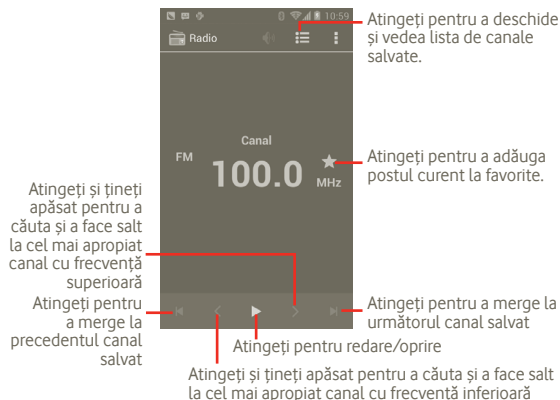 10:59
Radio
Atingeți pentru a deschide
și vedea lista de canale
salvate.
Canal
FM
100.0
MHz
Atingeți pentru a adăuga
postul curent la favorite.
Atingeți și țineți
apăsat pentru a
căuta și a face salt
la cel mai apropiat
canal cu frecvență
superioară
Atingeți pentru
a merge la
precedentul canal
salvat
Atingeți pentru a merge la
următorul canal salvat
Atingeți pentru redare/oprire
Atingeți și țineți apăsat pentru a căuta și a face salt
la cel mai apropiat canal cu frecvență inferioară